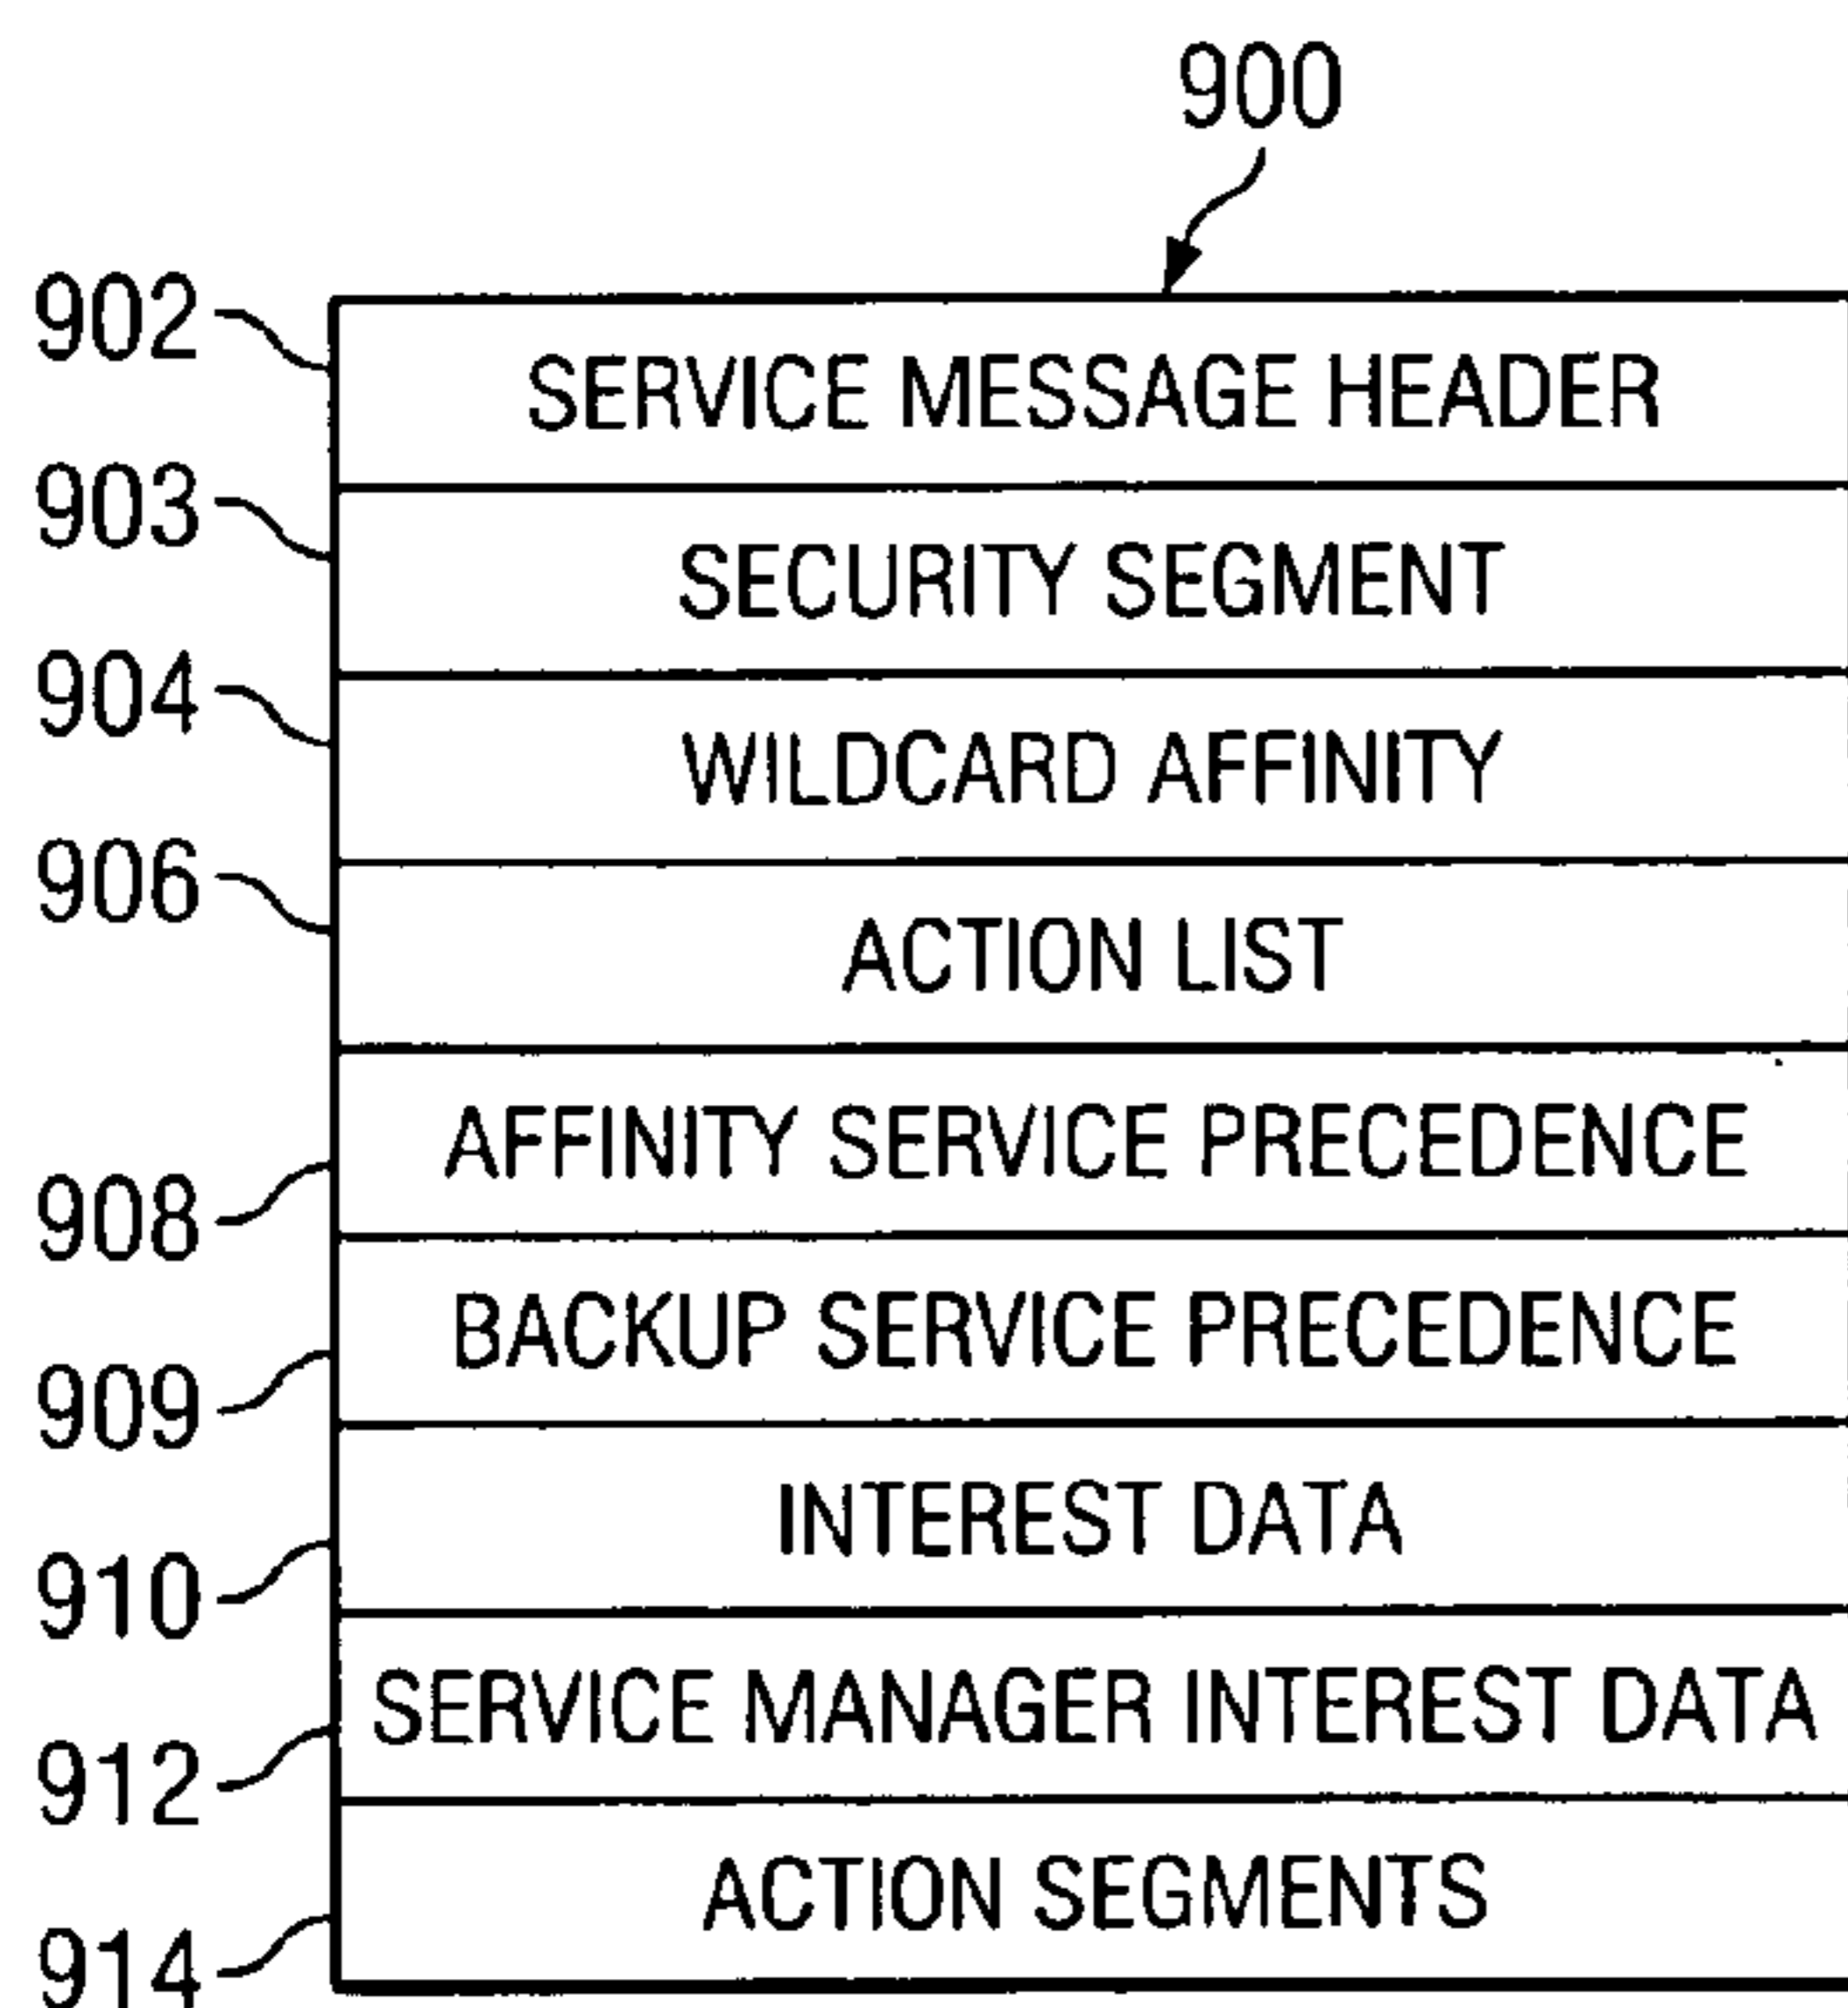 900
902 SERVICE MESSAGE HEADER
903 SECURITY SEGMENT
904 WILDCARD AFFINITY
906 ACTION LIST
908 AFFINITY SERVICE PRECEDENCE
909 BACKUP SERVICE PRECEDENCE
910 INTEREST DATA
912 SERVICE MANAGER INTEREST DATA
914 ACTION SEGMENTS